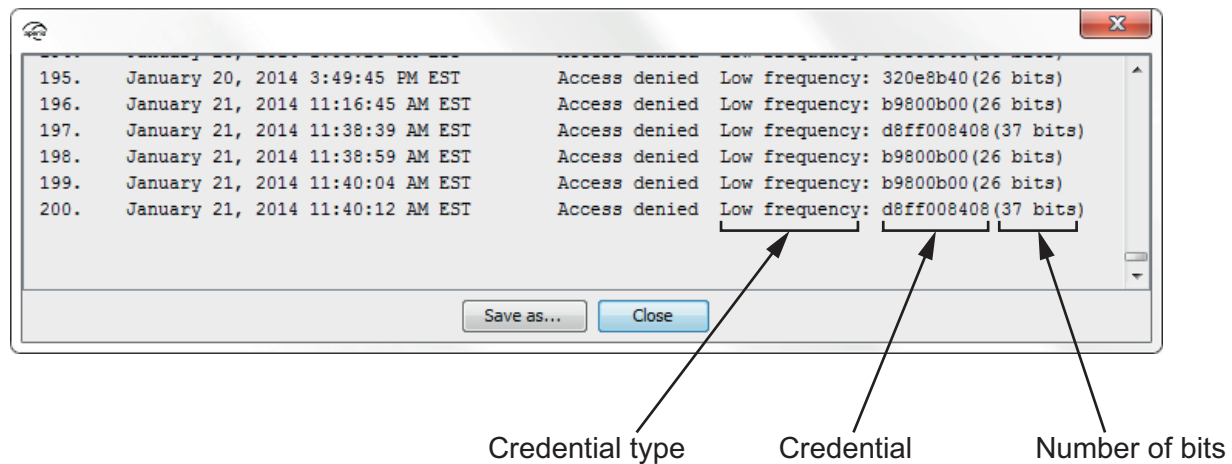 aperio
X
195. January 20, 2014 3:49:45 PM EST Access denied Low frequency: 320e8b40(26 bits)
196. January 21, 2014 11:16:45 AM EST Access denied Low frequency: b9800b00(26 bits)
197. January 21, 2014 11:38:39 AM EST Access denied Low frequency: d8ff008408(37 bits)
198. January 21, 2014 11:38:59 AM EST Access denied Low frequency: b9800b00(26 bits)
199. January 21, 2014 11:40:04 AM EST Access denied Low frequency: b9800b00(26 bits)
200. January 21, 2014 11:40:12 AM EST Access denied Low frequency: d8ff008408(37 bits)
Save as... Close
Credential type Credential Number of bits